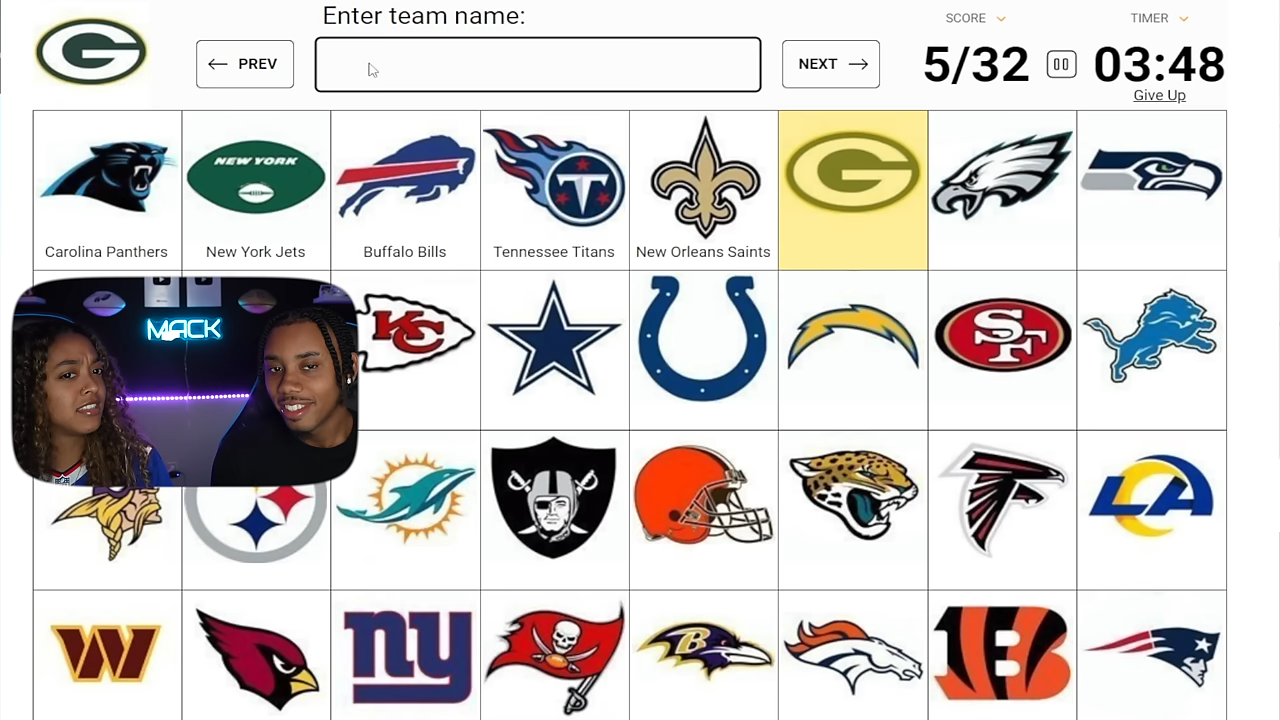 Enter team name:
SCORE
TIMER
G
PREV
NEXT
5/32
03:48
Give Up
NEW YORK
T
G
Carolina Panthers
New York Jets
Buffalo Bills
Tennessee Titans
New Orleans Saints
MACK
KC
SF
LA
W
ny
B
B